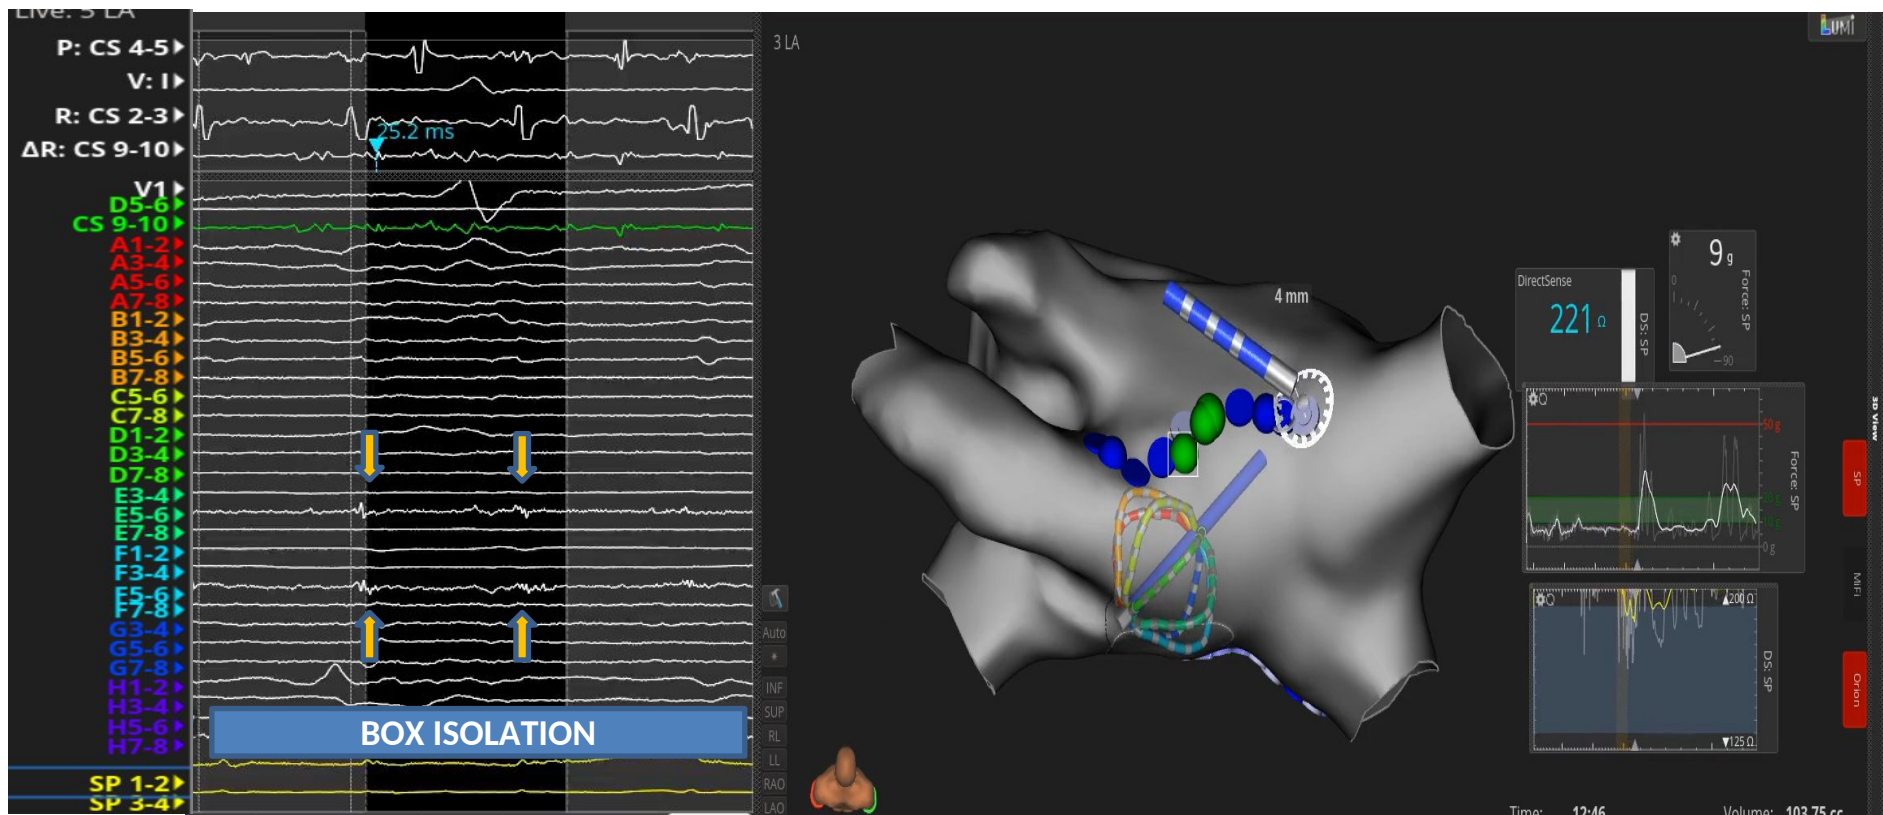 Live: 3 LA
P: CS 4-5
V: I
R: CS 2-3
25.2 ms
ΔR: CS 9-10
V1
D5-6
CS 9-10
A1-2
A3-4
A5-6
A7-8
B1-2
B3-4
B5-6
B7-8
C5-6
C7-8
D1-2
D3-4
D7-8
E3-4
E5-6
E7-8
F1-2
F3-4
F5-6
F7-8
G3-4
G5-6
G7-8
H1-2
H3-4
H5-6
H7-8
BOX ISOLATION
SP 1-2
SP 3-4
3 LA
LUMI
4 mm
Auto
*
INF
SUP
RL
LL
RAO
LAO
DirectSense
221 Ω
DS: SP
9 g
Force: SP
0
90
50 g
0 g
Force: SP
▲200 Ω
▼125 Ω
DS: SP
3D View
SP
MiFi
Orion
Time: 12:46
Volume: 103.75 cc